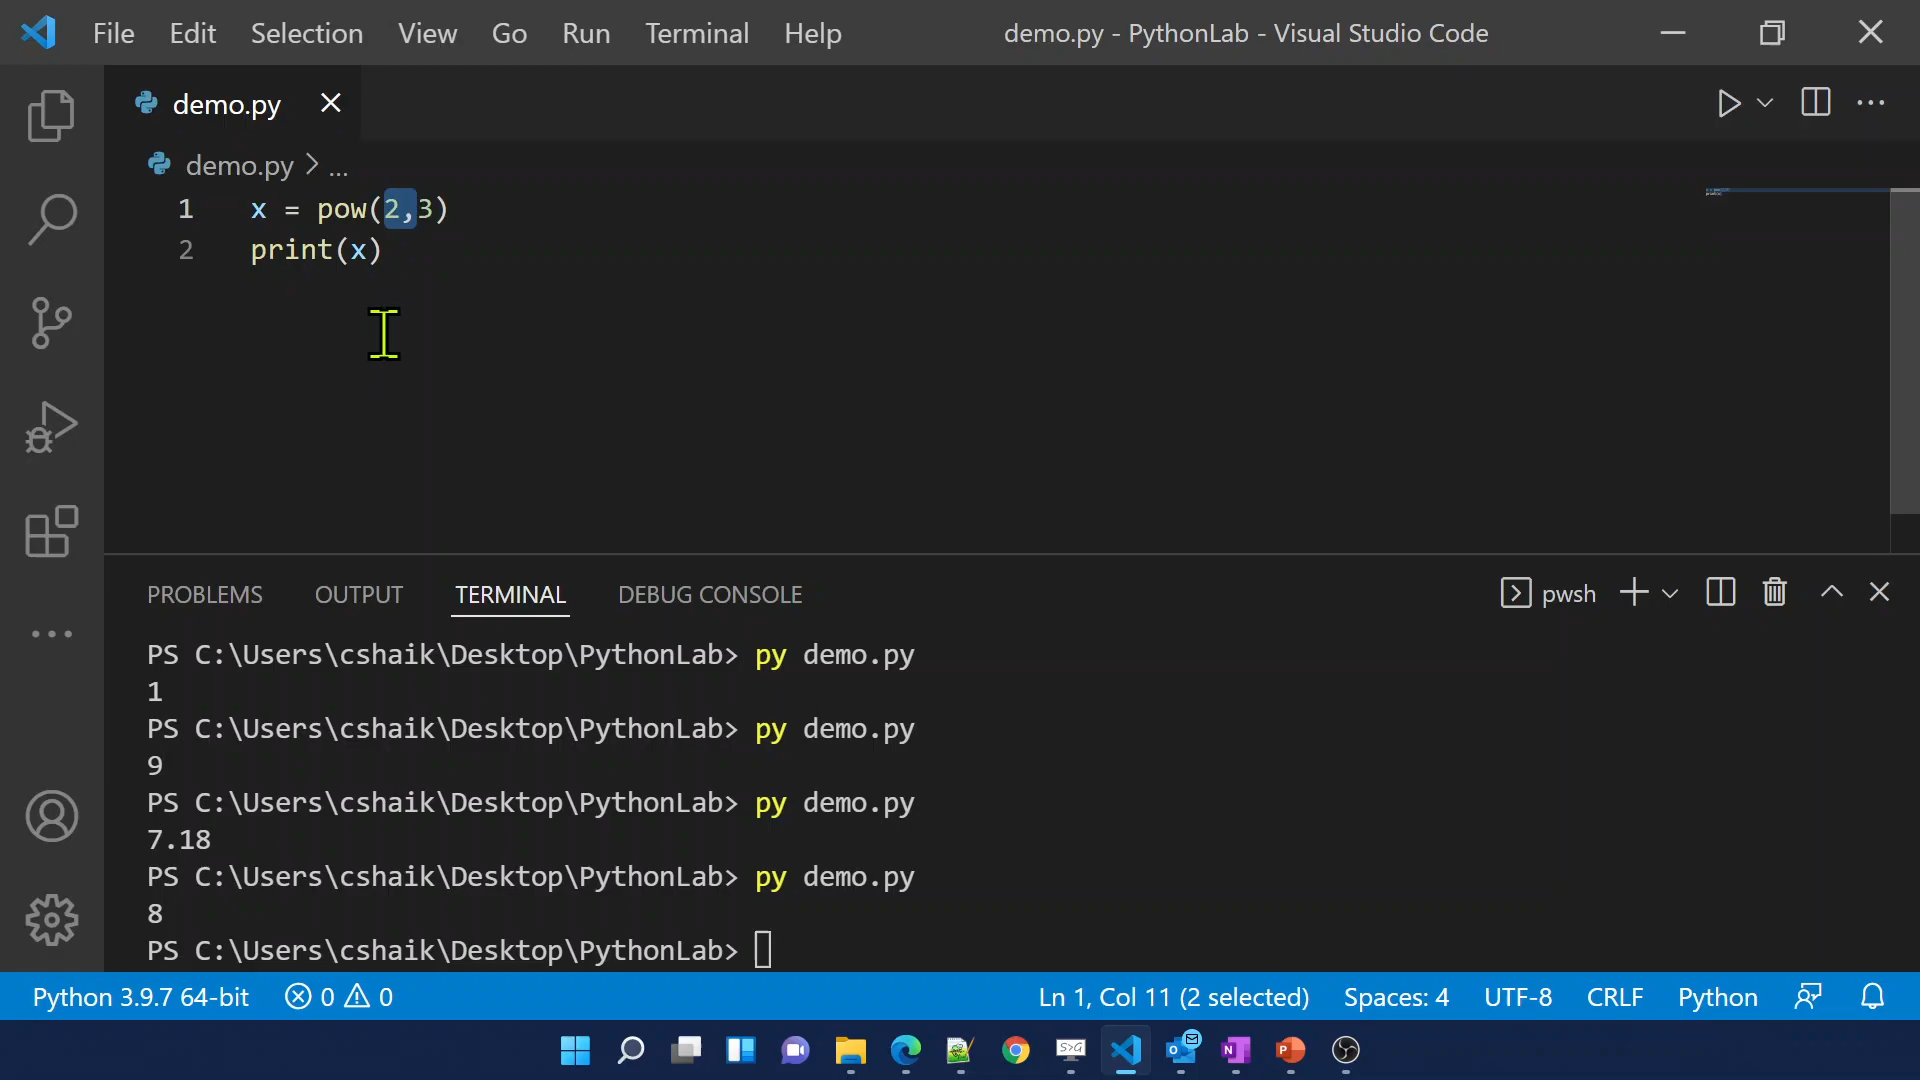 File Edit Selection View Go Run Terminal Help demo.py - PythonLab - Visual Studio Code
demo.py
demo.py > ...
1 x = pow(2,3)
2 print(x)
PROBLEMS OUTPUT TERMINAL DEBUG CONSOLE pwsh
PS C:\Users\cshaik\Desktop\PythonLab> py demo.py
1
PS C:\Users\cshaik\Desktop\PythonLab> py demo.py
9
PS C:\Users\cshaik\Desktop\PythonLab> py demo.py
7.18
PS C:\Users\cshaik\Desktop\PythonLab> py demo.py
8
PS C:\Users\cshaik\Desktop\PythonLab>
Python 3.9.7 64-bit 0 0 Ln 1, Col 11 (2 selected) Spaces: 4 UTF-8 CRLF Python
S>G O N P